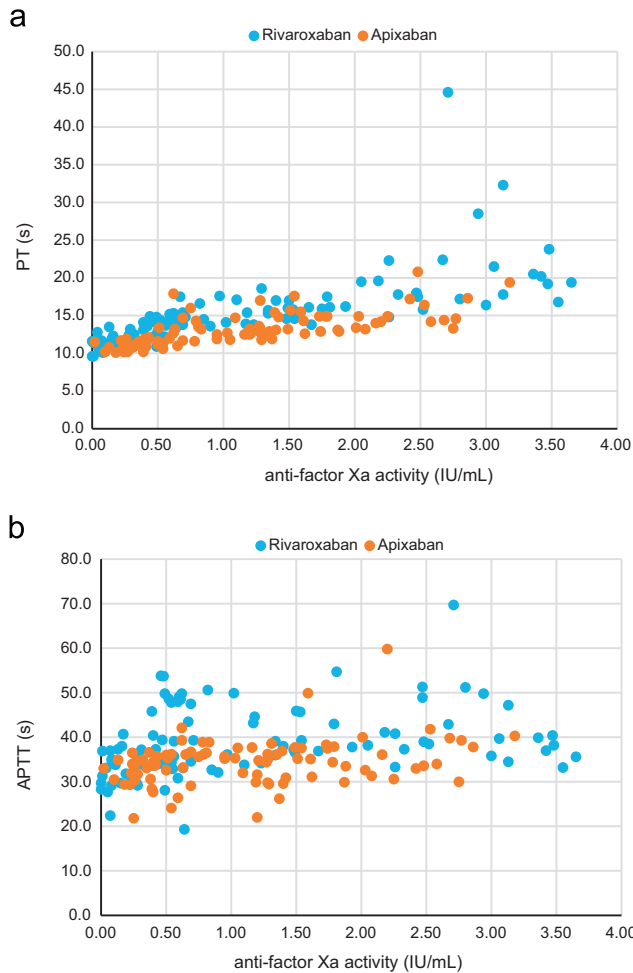 a
Rivaroxaban Apixaban
50.0
45.0
40.0
35.0
30.0
25.0
20.0
15.0
10.0
5.0
0.0
PT (s)
0.00 0.50 1.00 1.50 2.00 2.50 3.00 3.50 4.00
anti-factor Xa activity (IU/mL)
b
Rivaroxaban Apixaban
80.0
70.0
60.0
50.0
40.0
30.0
20.0
10.0
0.0
APTT (s)
0.00 0.50 1.00 1.50 2.00 2.50 3.00 3.50 4.00
anti-factor Xa activity (IU/mL)